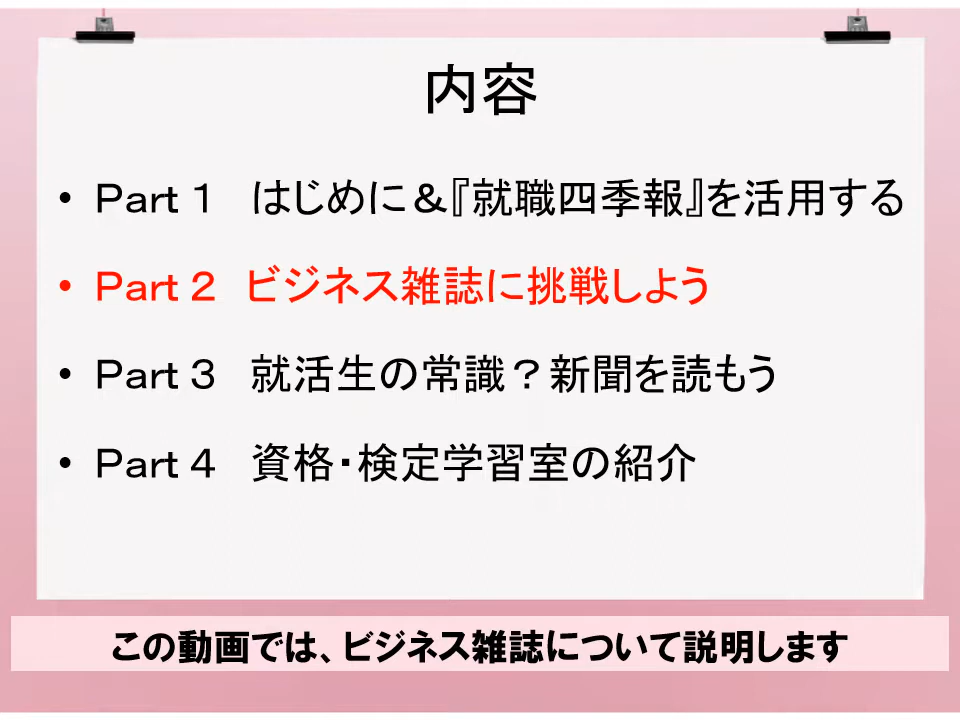 内容
• Part 1 はじめに＆『就職四季報』を活用する
• Part 2 ビジネス雑誌に挑戦しよう
• Part 3 就活生の常識？新聞を読もう
• Part 4 資格・検定学習室の紹介
この動画では、ビジネス雑誌について説明します